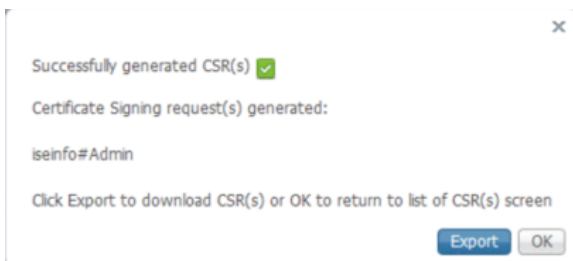 Successfully generated CSR(s)
Certificate Signing request(s) generated:
iseinfo#Admin
Click Export to download CSR(s) or OK to return to list of CSR(s) screen
Export OK